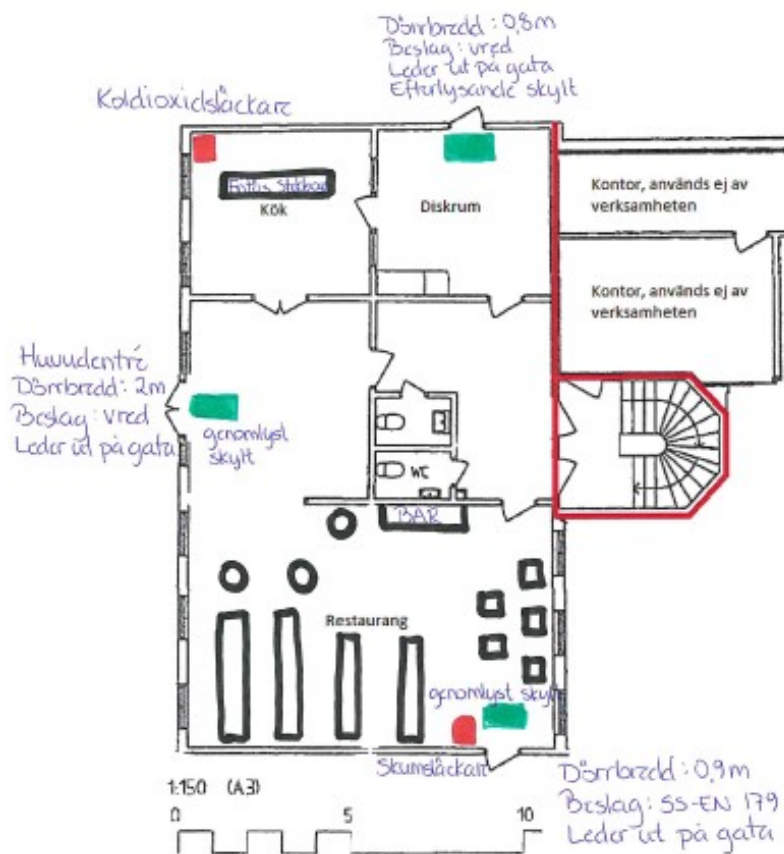 Dörrbredd : 0,8m
Beslag : vred
Leder ut på gata
Efterlysande skylt
Koldioxidsläckare
Kök
Diskrum
Kontor, används ej av
verksamheten
Kontor, används ej av
verksamheten
Huvudentré
Dörrbredd : 2m
Beslag : vred
Leder ut på gata
genomlyst
skylt
WC
BAR
Restaurang
genomlyst skylt
Skumsläckare
Dörrbredd : 0,9m
Beslag : SS-EN 179
Leder ut på gata
1:150 (A3)
0 5 10